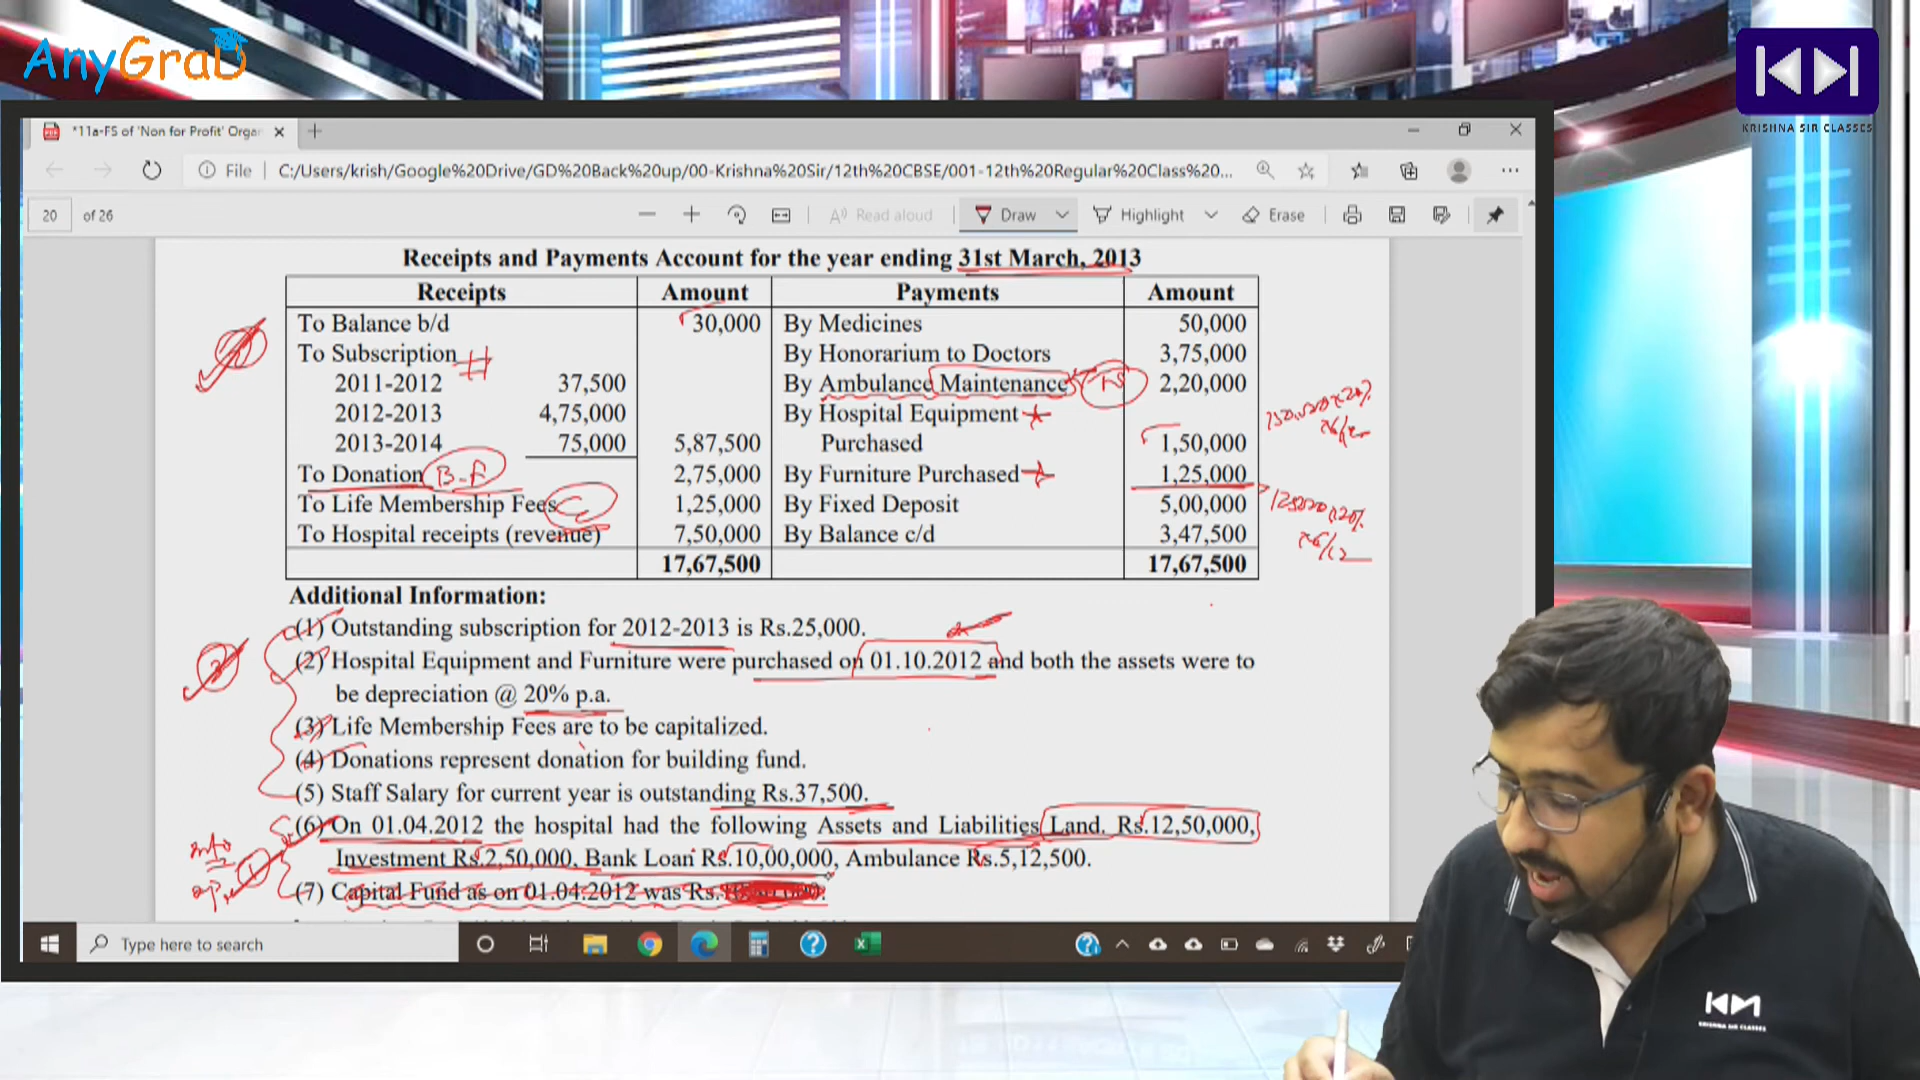 AnyGrad
KRISHNA SIR CLASSES
*11a-FS of 'Non for Profit' Organ
File C:/Users/krish/Google%20Drive/GD%20Back%20up/00-Krishna%20Sir/12th%20CBSE/001-12th%20Regular%20Class%20...
20 of 26 Read aloud Draw Highlight Erase
Receipts and Payments Account for the year ending 31st March, 2013
Receipts Amount Payments Amount
To Balance b/d 30,000 By Medicines 50,000
To Subscription # By Honorarium to Doctors 3,75,000
2011-2012 37,500 By Ambulance Maintenance 2,20,000
2012-2013 4,75,000 By Hospital Equipment
2013-2014 75,000 5,87,500 Purchased 1,50,000
To Donation B.F 2,75,000 By Furniture Purchased 1,25,000
To Life Membership Fees 1,25,000 By Fixed Deposit 5,00,000
To Hospital receipts (revenue) 7,50,000 By Balance c/d 3,47,500
17,67,500 17,67,500
Additional Information:
(1) Outstanding subscription for 2012-2013 is Rs.25,000.
(2) Hospital Equipment and Furniture were purchased on 01.10.2012 and both the assets were to
be depreciation @ 20% p.a.
(3) Life Membership Fees are to be capitalized.
(4) Donations represent donation for building fund.
(5) Staff Salary for current year is outstanding Rs.37,500.
(6) On 01.04.2012 the hospital had the following Assets and Liabilities Land. Rs.12,50,000,
Investment Rs.2,50,000, Bank Loan Rs.10,00,000, Ambulance Rs.5,12,500.
(7) Capital Fund as on 01.04.2012 was Rs.
Type here to search
KM
KRISHNA SIR CLASSES